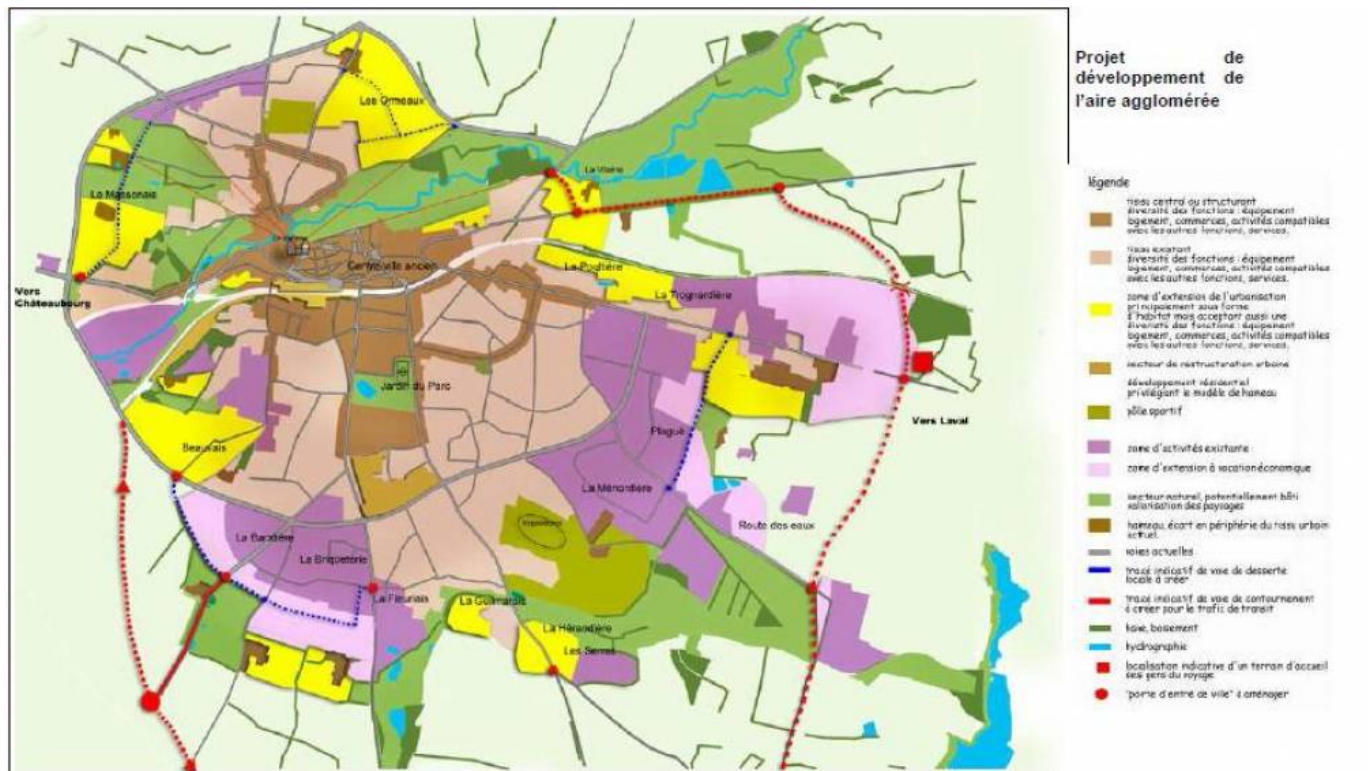 Projet de
développement de
l'aire agglomérée
légende
tissu central ou structurant
diversité des fonctions : équipement
logement, commerces, activités compatibles
avec les autres fonctions, services.
tissu existant
diversité des fonctions : équipement
logement, commerces, activités compatibles
avec les autres fonctions, services.
zone d'extension de l'urbanisation
principalement sous forme
d'habitat mais acceptant aussi une
diversité des fonctions : équipement
logement, commerces, activités compatibles
avec les autres fonctions, services.
secteur de restructuration urbaine
développement résidentiel
privilégiant le modèle de hameau
pôle sportif
zone d'activités existante
zone d'extension à vocation économique
secteur naturel, potentiellement bâti
valorisation des paysages
hameau, écart en périphérie du tissu urbain
actuel.
voies actuelles
tracé indicatif de voie de desserte
locale à créer
tracé indicatif de voie de contournement
à créer pour le trafic de transit
haie, boisement
hydrographie
localisation indicative d'un terrain d'accueil
des gens du voyage
"porte d'entré de ville" à aménager
Les Ormeaux
La Massonais
La Vilaine
Vers
Châteaubourg
Centre ville ancien
La Poultière
La Trognardière
Jardin du Parc
Vers Laval
Beauvais
Plagué
La Ménardière
Route des eaux
La Baratière
La Briqueterie
Hippodrome
La Fleuriais
La Guimarais
La Hérandière
Les Serres